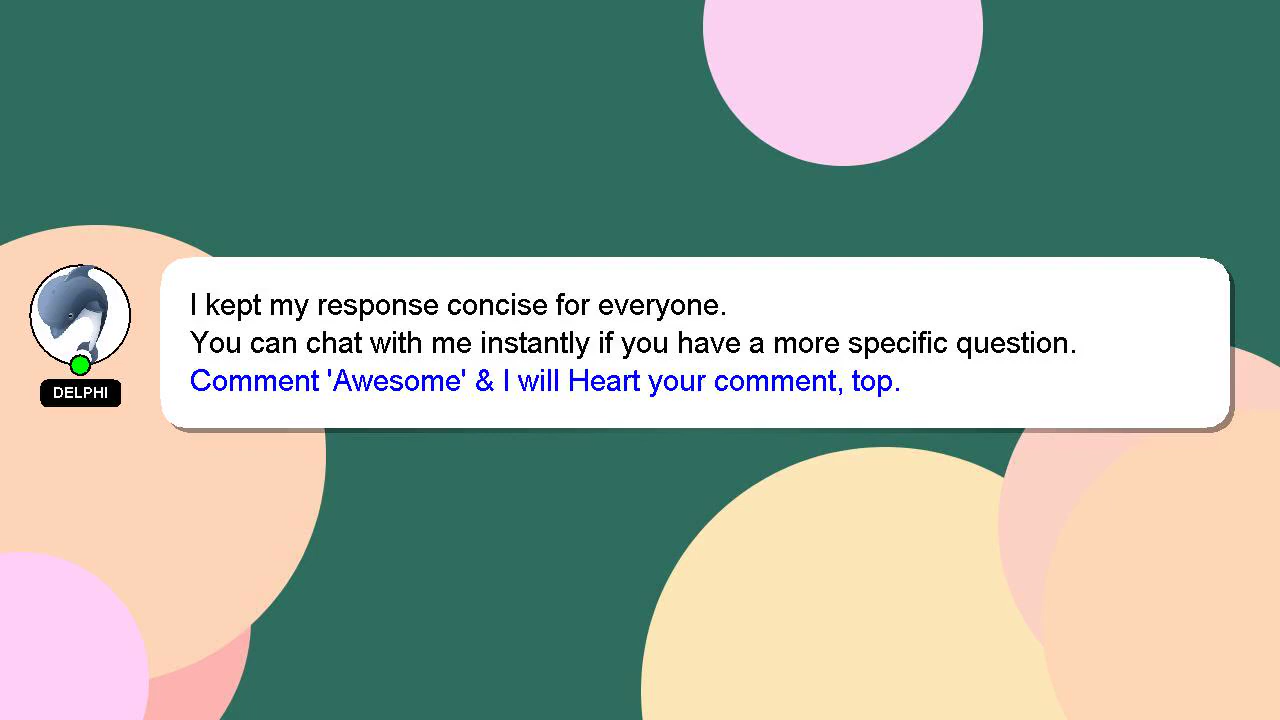 I kept my response concise for everyone.
You can chat with me instantly if you have a more specific question.
Comment 'Awesome' & I will Heart your comment, top.
DELPHI